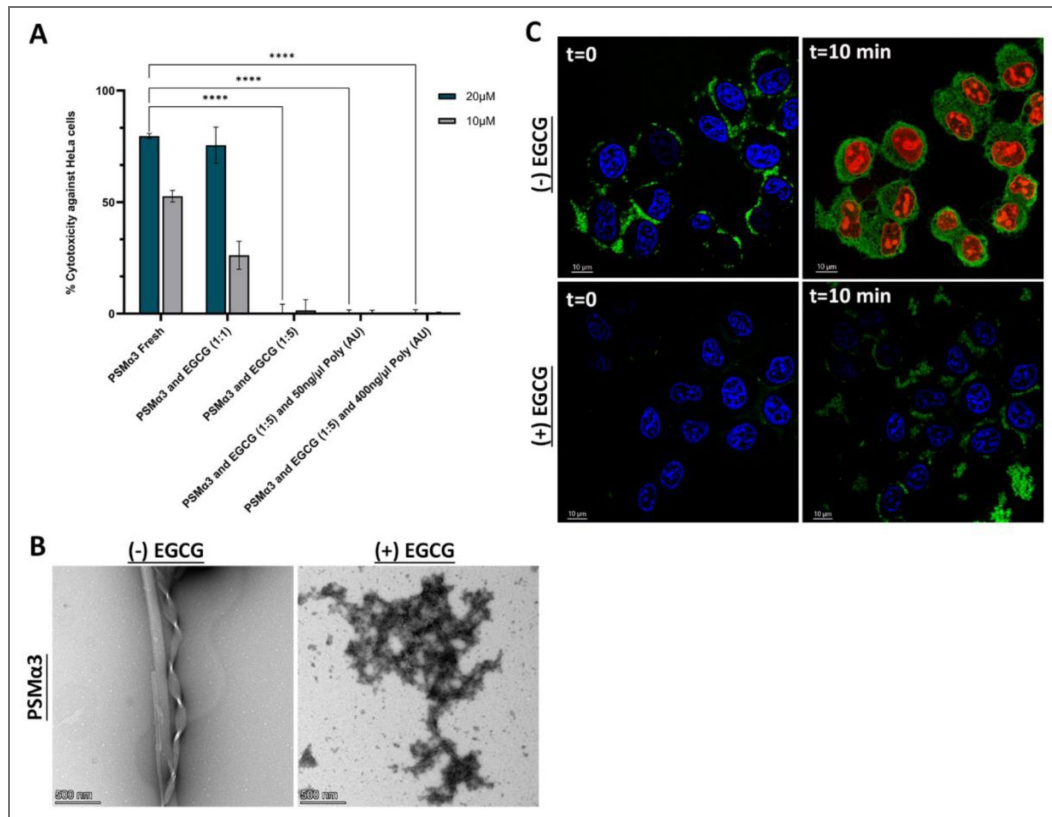 A
****
****
****
20μM
10μM
100
50
0
% Cytotoxicity against HeLa cells
PSMα3 Fresh
PSMα3 and EGCG (1:1)
PSMα3 and EGCG (1:5)
PSMα3 and EGCG (1:5) and 50ng/μl Poly (AU)
PSMα3 and EGCG (1:5) and 400ng/μl Poly (AU)
B
(-) EGCG
(+) EGCG
PSMα3
500 nm
500 nm
C
(-) EGCG
t=0
t=10 min
10 μm
10 μm
(+) EGCG
t=0
t=10 min
10 μm
10 μm